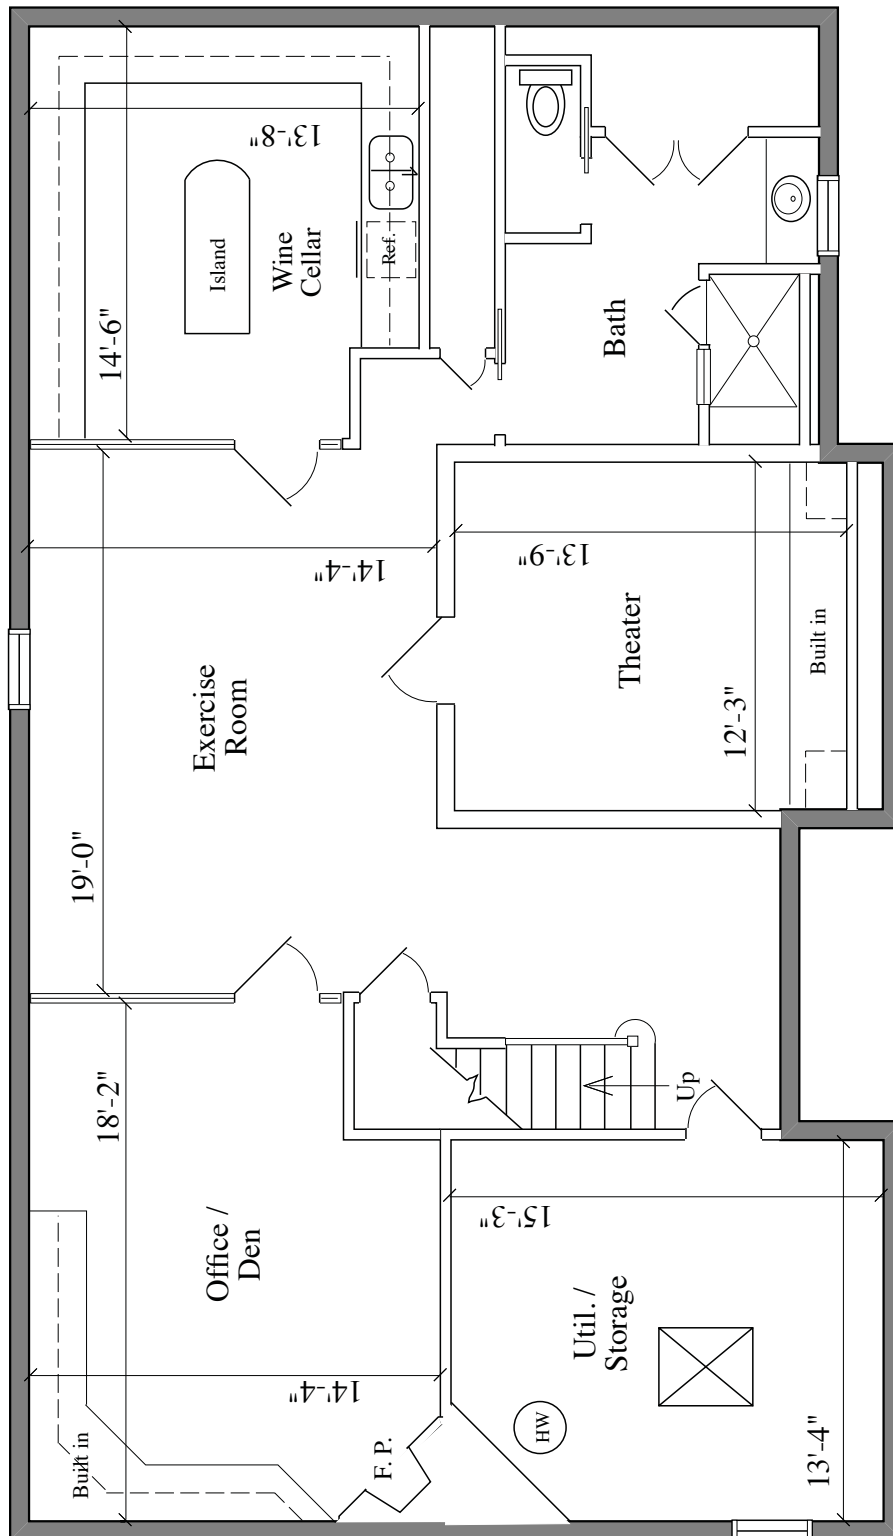 13'-8"
Island
Wine
Cellar
Ref.
14'-6"
Bath
14'-4"
13'-9"
Exercise
Room
Theater
Built in
12'-3"
19'-0"
18'-2"
Up
Office /
Den
15'-3"
Util. /
Storage
14'-4"
Built in
F. P.
HW
13'-4"